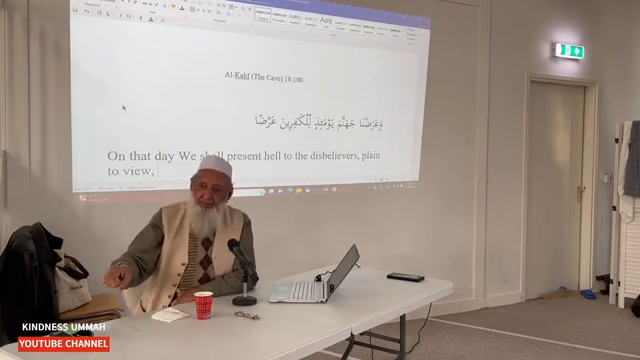 Al-Kahf (The Cave) 18:100
وَعَرَضْنَا جَهَنَّمَ يَوْمَئِذٍ لِّلْكَٰفِرِينَ عَرْضًا
On that day We shall present hell to the disbelievers, plain
to view,
KINDNESS UMMAH
YOUTUBE CHANNEL